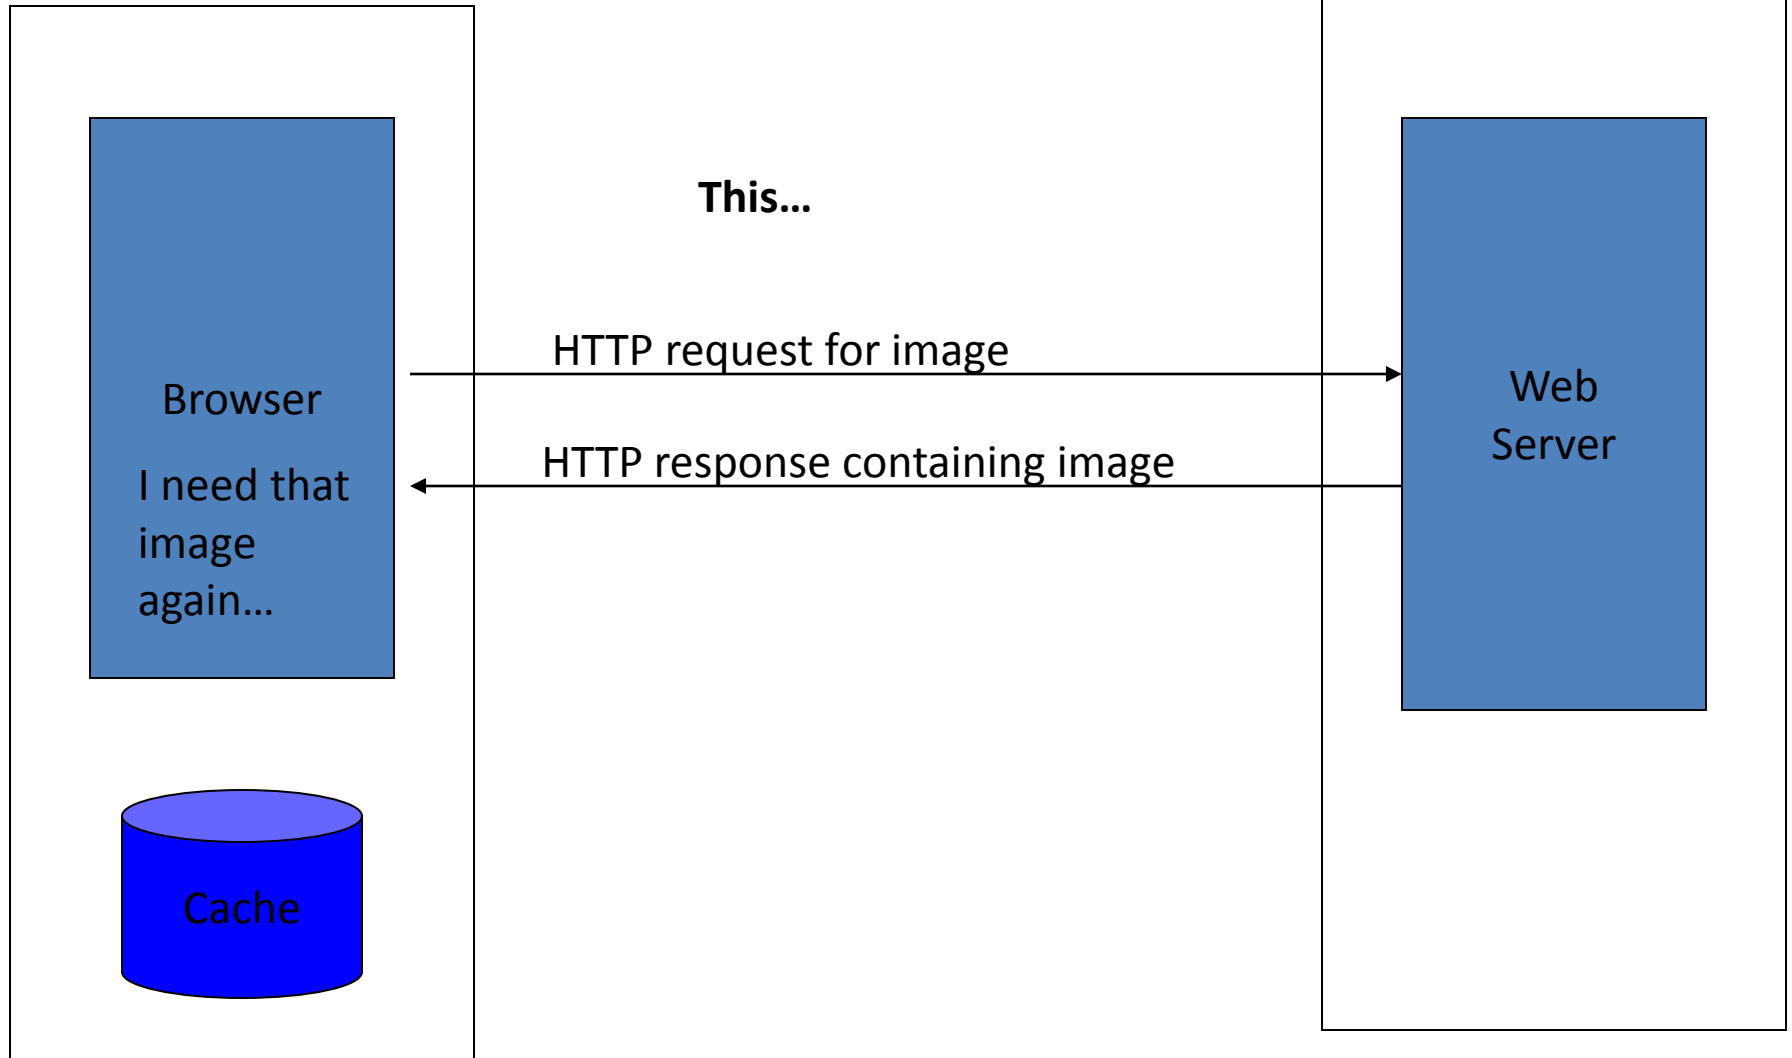 This…
HTTP request for image
Browser
Web
Server
HTTP response containing image
I need that
image
again…
Cache